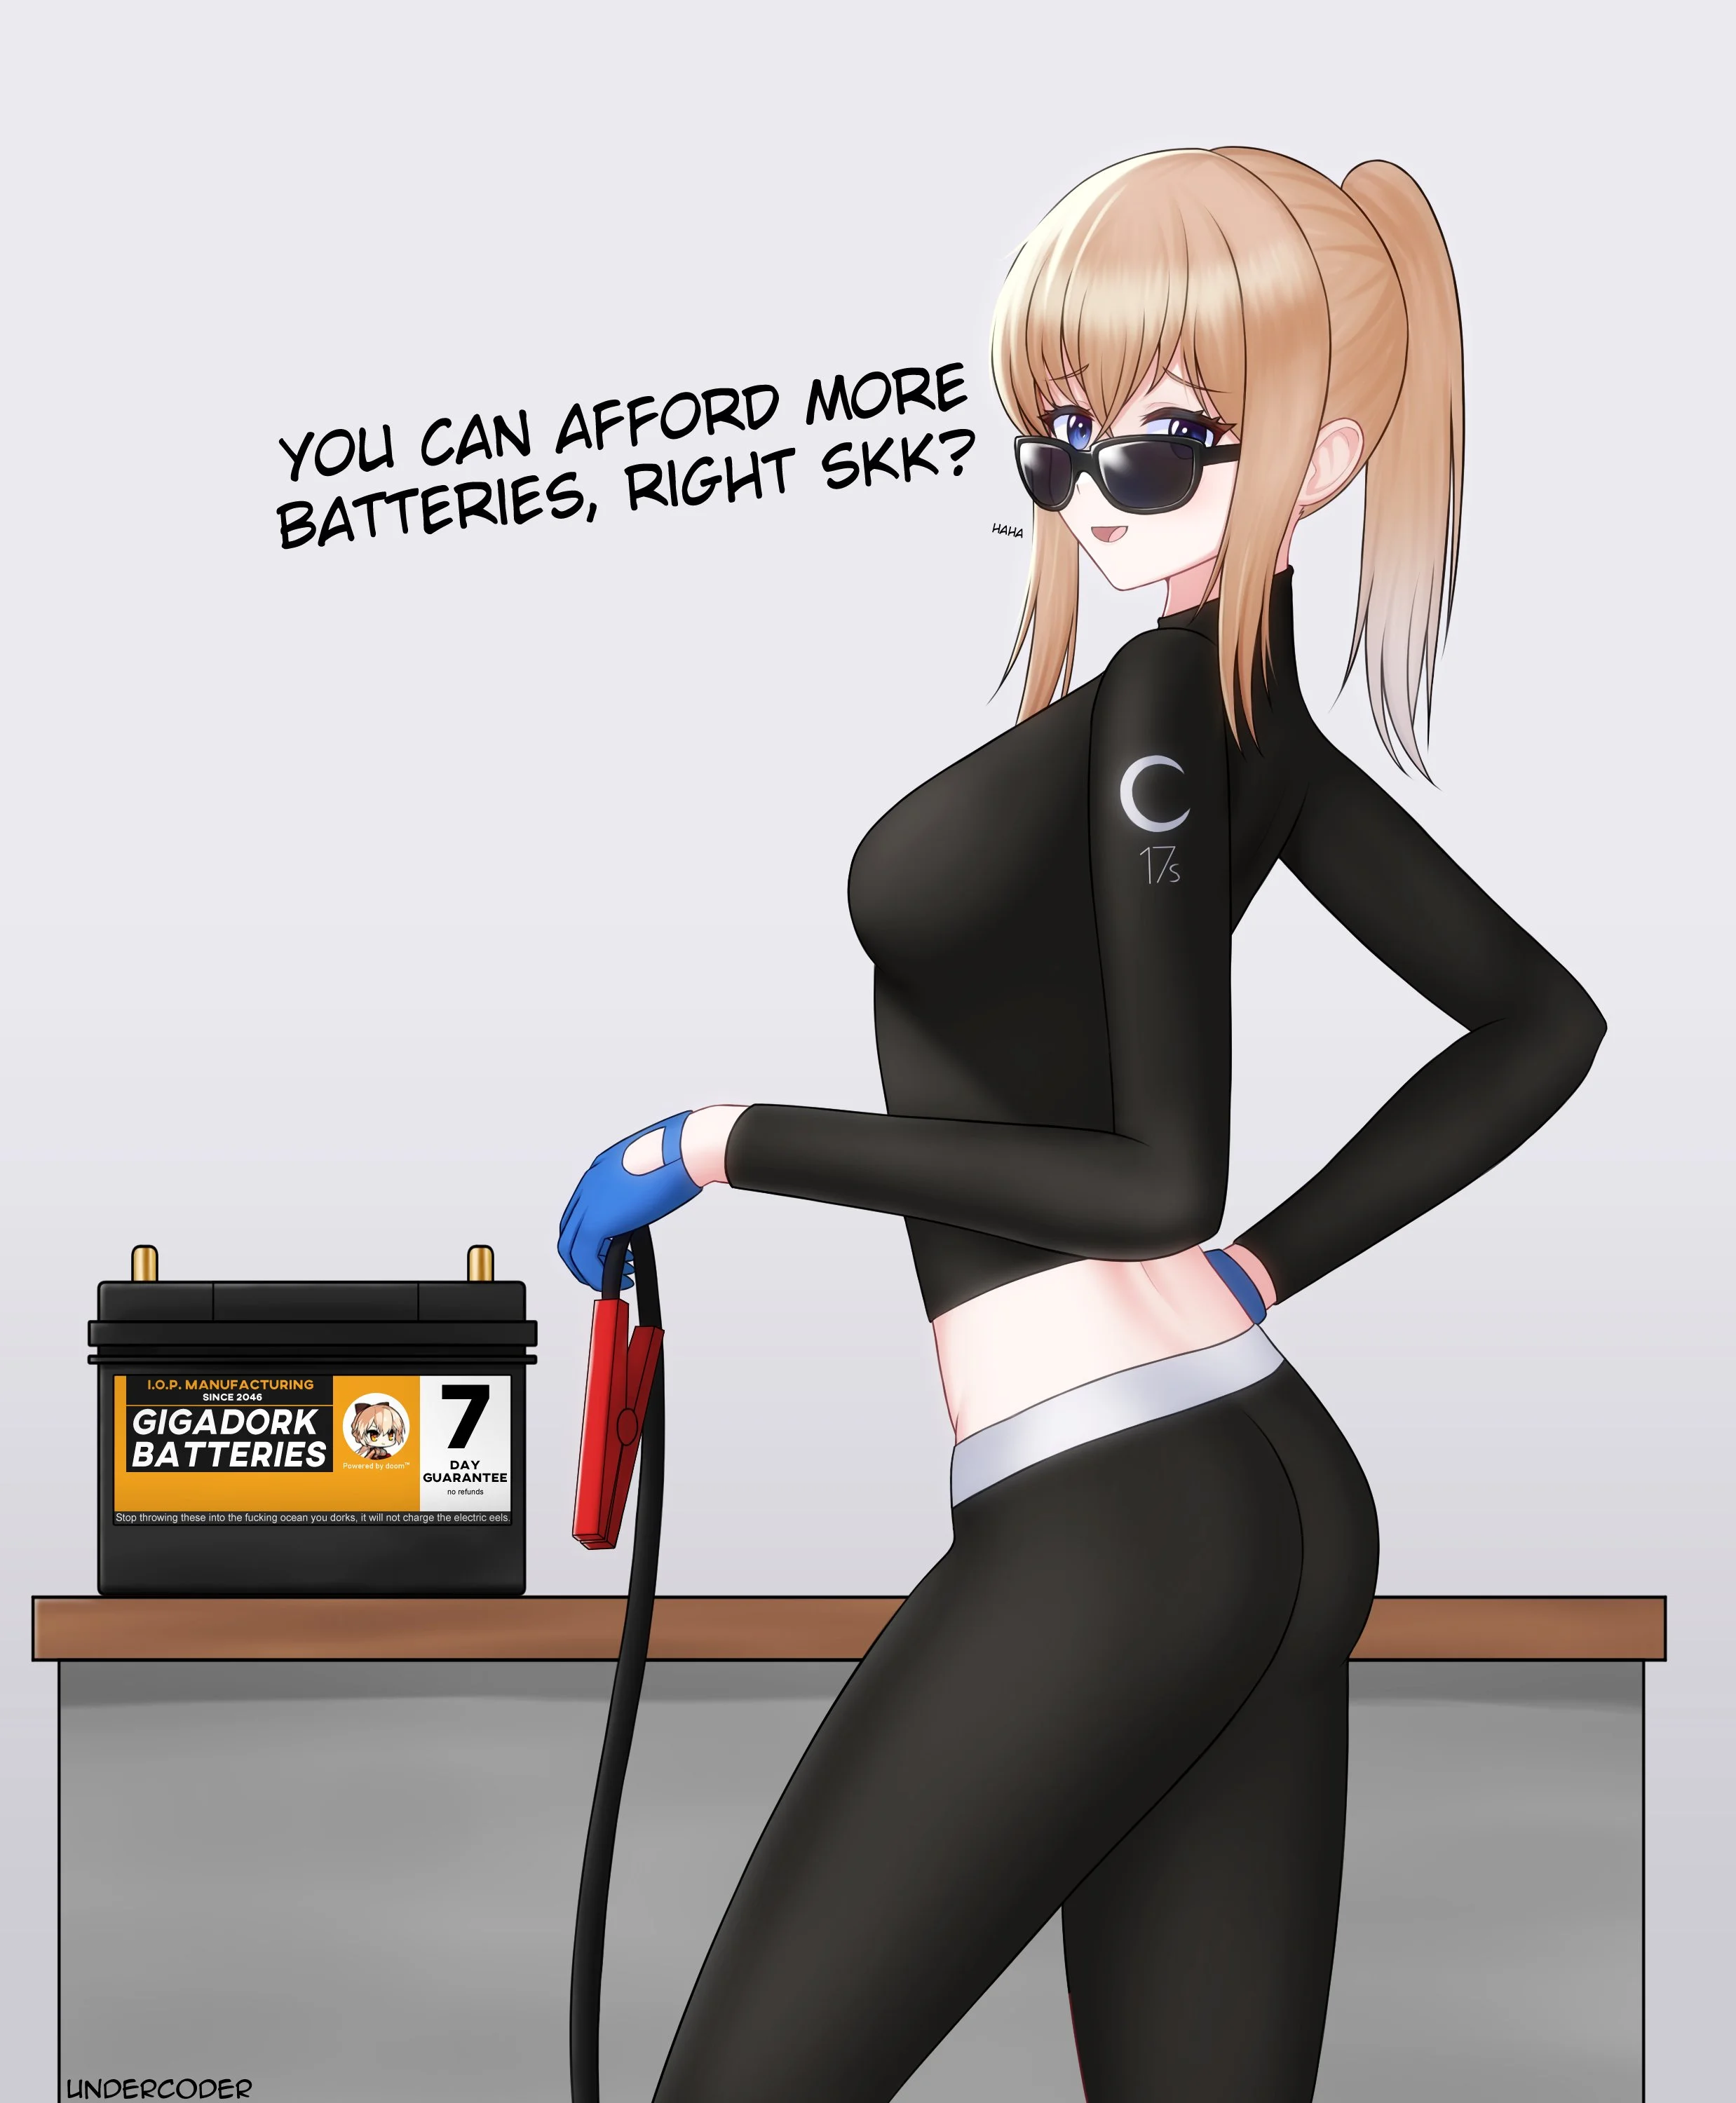 YOU CAN AFFORD MORE
BATTERIES, RIGHT SKK?
HAHA
C
17s
I.O.P. MANUFACTURING
SINCE 2046
GIGADORK
BATTERIES
Powered by doom™
7
DAY
GUARANTEE
no refunds
Stop throwing these into the fucking ocean you dorks, it will not charge the electric eels.
UNDERCODER